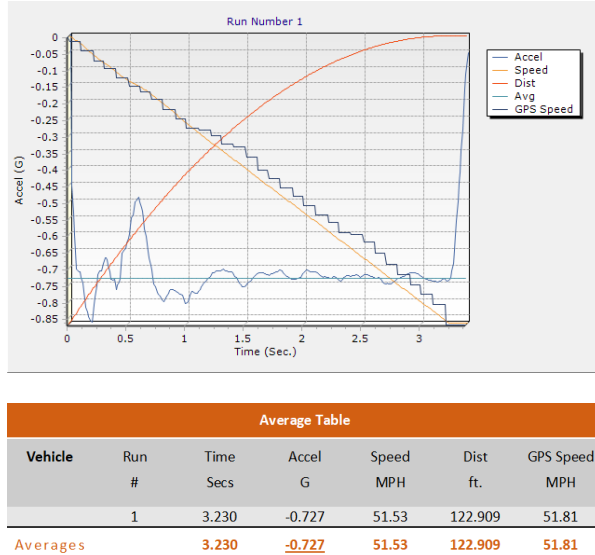 Run Number 1
0
-0.05
-0.1
-0.15
-0.2
-0.25
-0.3
-0.35
-0.4
-0.45
-0.5
-0.55
-0.6
-0.65
-0.7
-0.75
-0.8
-0.85
Accel (G)
0 0.5 1 1.5 2 2.5 3
Time (Sec.)
Accel
Speed
Dist
Avg
GPS Speed
Average Table
Vehicle Run Time Accel Speed Dist GPS Speed
# Secs G MPH ft. MPH
1 3.230 -0.727 51.53 122.909 51.81
Averages 3.230 -0.727 51.53 122.909 51.81